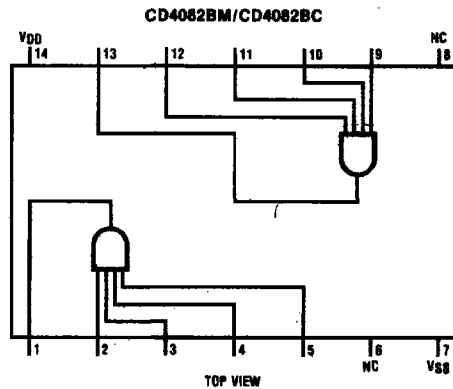 CD4082BM/CD4082BC
VDD NC
14 13 12 11 10 9 8
1 2 3 4 5 6 7
NC VSS
TOP VIEW